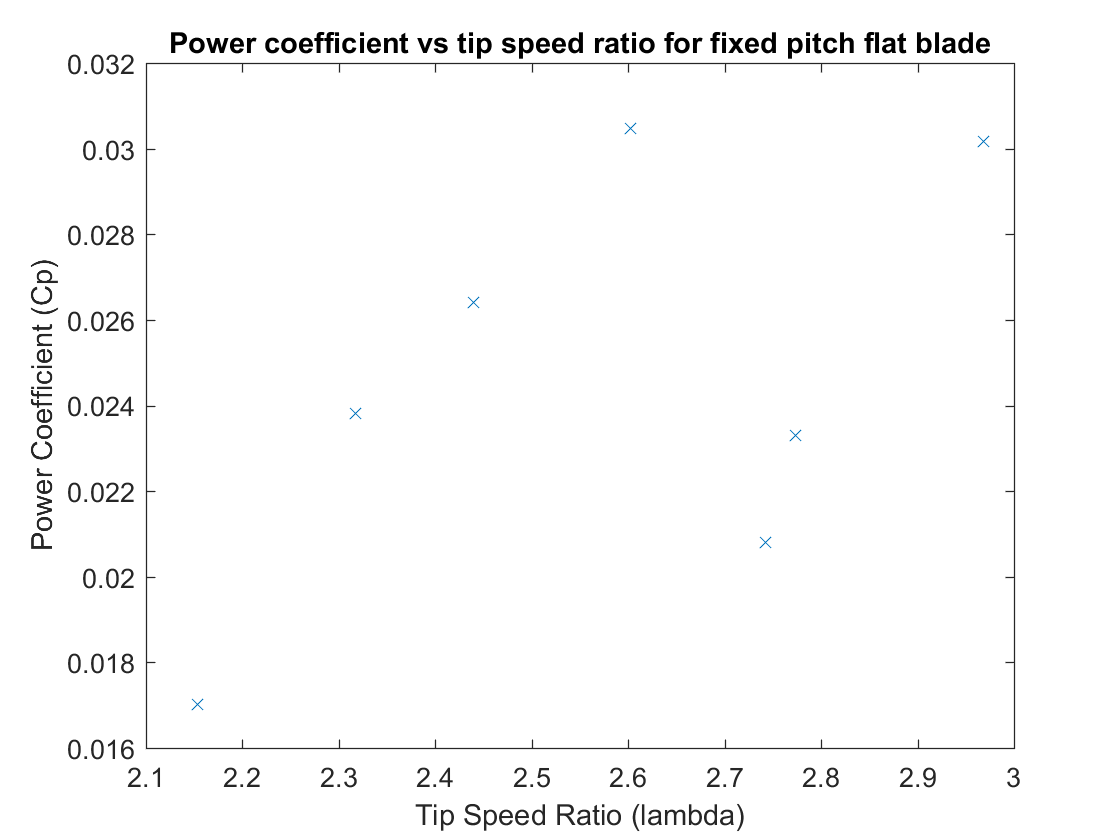 Power coefficient vs tip speed ratio for fixed pitch flat blade
0.032
0.03
0.028
0.026
0.024
0.022
0.02
0.018
0.016
Power Coefficient (Cp)
2.1 2.2 2.3 2.4 2.5 2.6 2.7 2.8 2.9 3
Tip Speed Ratio (lambda)